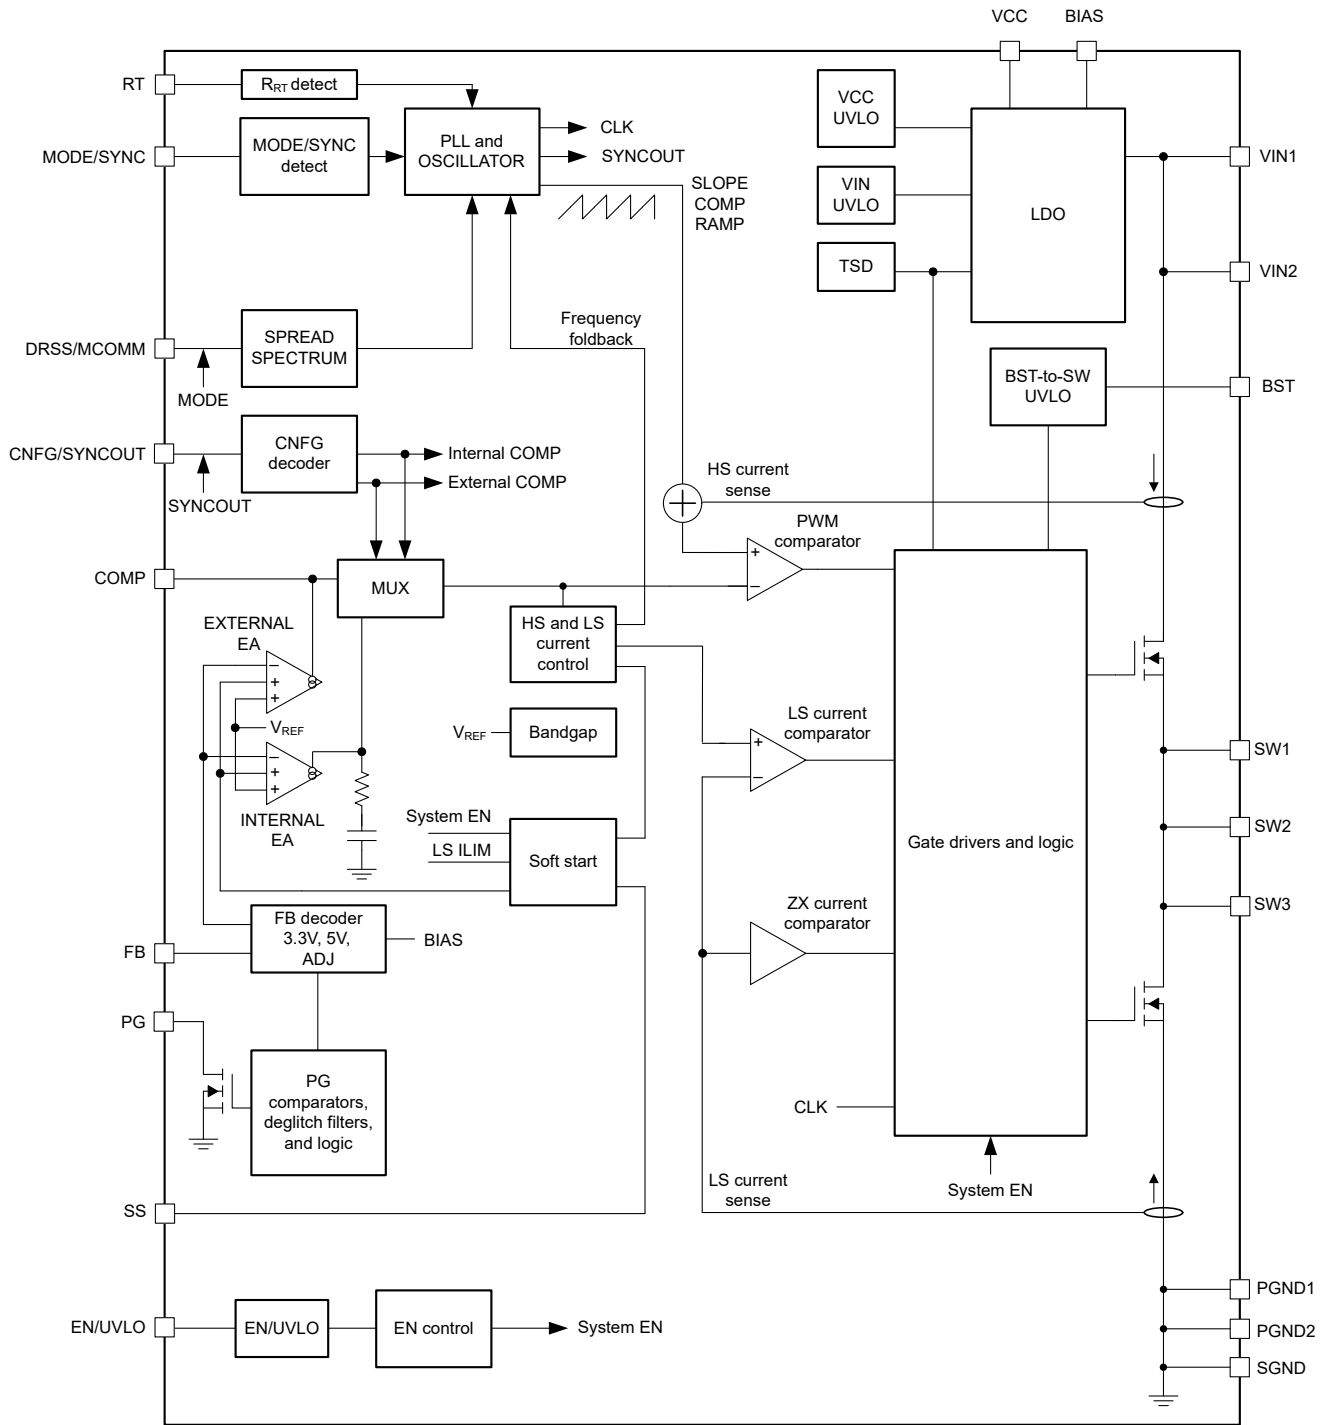 VCC
BIAS
RT
R_RT detect
VCC
UVLO
MODE/SYNC
MODE/SYNC
detect
PLL and
OSCILLATOR
CLK
SYNCOUT
SLOPE
COMP
RAMP
VIN
UVLO
LDO
VIN1
TSD
VIN2
DRSS/MCOMM
SPREAD
SPECTRUM
MODE
Frequency
foldback
BST-to-SW
UVLO
BST
CNFG/SYNCOUT
CNFG
decoder
SYNCOUT
Internal COMP
External COMP
HS current
sense
+
PWM
comparator
+
−
COMP
MUX
EXTERNAL
EA
−
+
+
HS and LS
current
control
V_REF
V_REF
Bandgap
LS current
comparator
+
−
SW1
−
+
+
INTERNAL
EA
System EN
LS ILIM
Soft start
Gate drivers and logic
SW2
SW3
FB
FB decoder
3.3V, 5V,
ADJ
BIAS
ZX current
comparator
PG
PG
comparators,
deglitch filters,
and logic
CLK
System EN
LS current
sense
SS
PGND1
EN/UVLO
EN/UVLO
EN control
System EN
PGND2
SGND